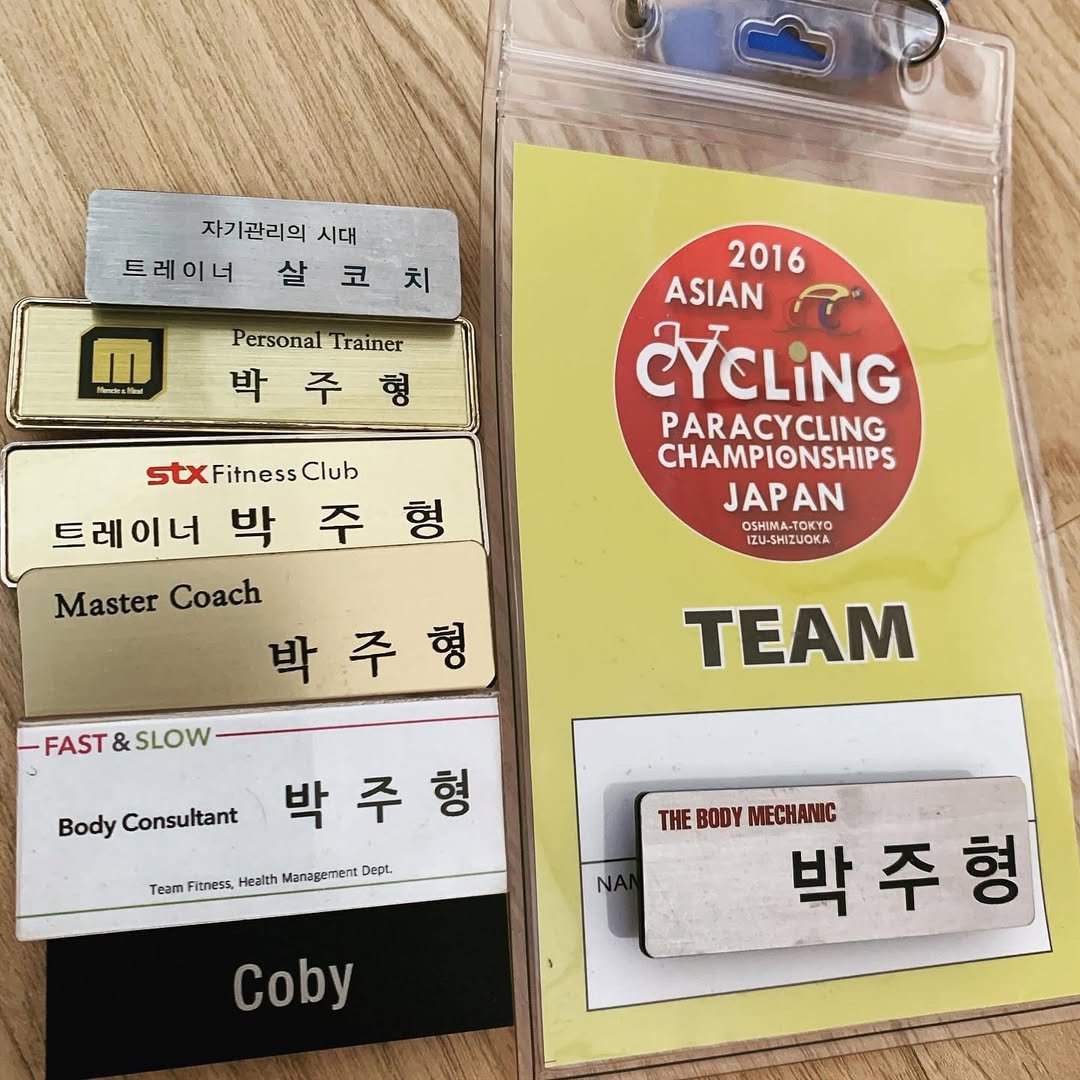 자기관리의 시대
트레이너 살 코 치
M
Muscle & Mind
Personal Trainer
박 주 형
stx Fitness Club
트레이너 박 주 형
Master Coach
박 주 형
FAST & SLOW
Body Consultant 박 주 형
Team Fitness, Health Management Dept.
Coby
2016
ASIAN
CYCLiNG
PARACYCLING
CHAMPIONSHIPS
JAPAN
OSHIMA-TOKYO
IZU-SHIZUOKA
TEAM
THE BODY MECHANIC
박 주 형